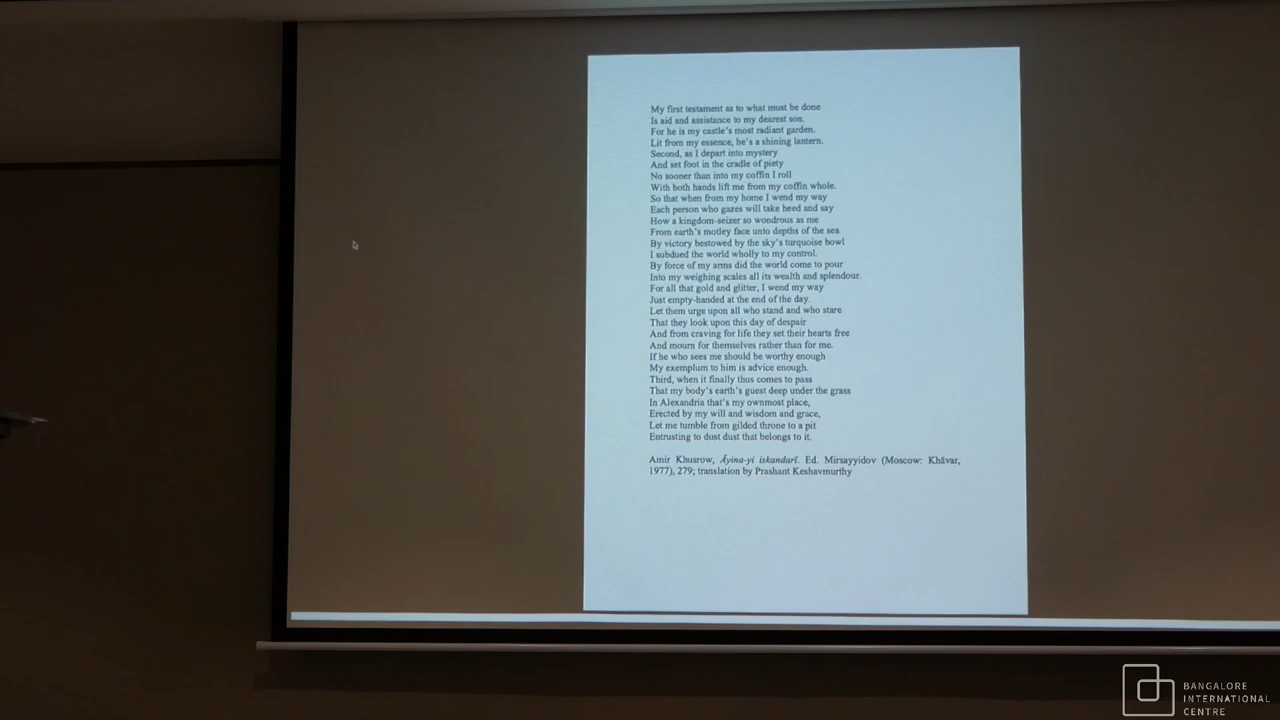 My first testament as to what must be done
Is aid and assistance to my dearest son.
For he is my castle's most radiant garden.
Lit from my essence, he's a shining lantern.
Second, as I depart into mystery
And set foot in the cradle of piety
No sooner than into my coffin I roll
With both hands lift me from my coffin whole.
So that when from my home I wend my way
Each person who gazes will take heed and say
How a kingdom-seizer so wondrous as me
From earth's motley face unto depths of the sea
By victory bestowed by the sky's turquoise bowl
I subdued the world wholly to my control.
By force of my arms did the world come to pour
Into my weighing scales all its wealth and splendour.
For all that gold and glitter, I wend my way
Just empty-handed at the end of the day.
Let them urge upon all who stand and who stare
That they look upon this day of despair
And from craving for life they set their hearts free
And mourn for themselves rather than for me.
If he who sees me should be worthy enough
My exemplum to him is advice enough.
Third, when it finally thus comes to pass
That my body's earth's guest deep under the grass
In Alexandria that's my ownmost place,
Erected by my will and wisdom and grace,
Let me tumble from gilded throne to a pit
Entrusting to dust dust that belongs to it.
Amir Khusrow, Āyina-yi iskandarī. Ed. Mirsayyidov (Moscow: Khāvar,
1977), 279; translation by Prashant Keshavmurthy
BANGALORE
INTERNATIONAL
CENTRE